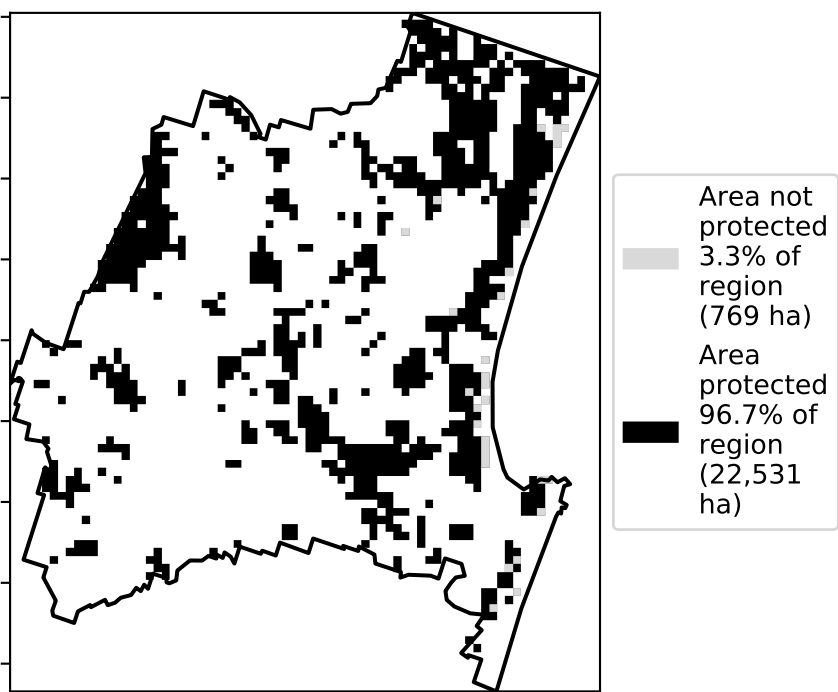 Area not
protected
3.3% of
region
(769 ha)
Area
protected
96.7% of
region
(22,531
ha)